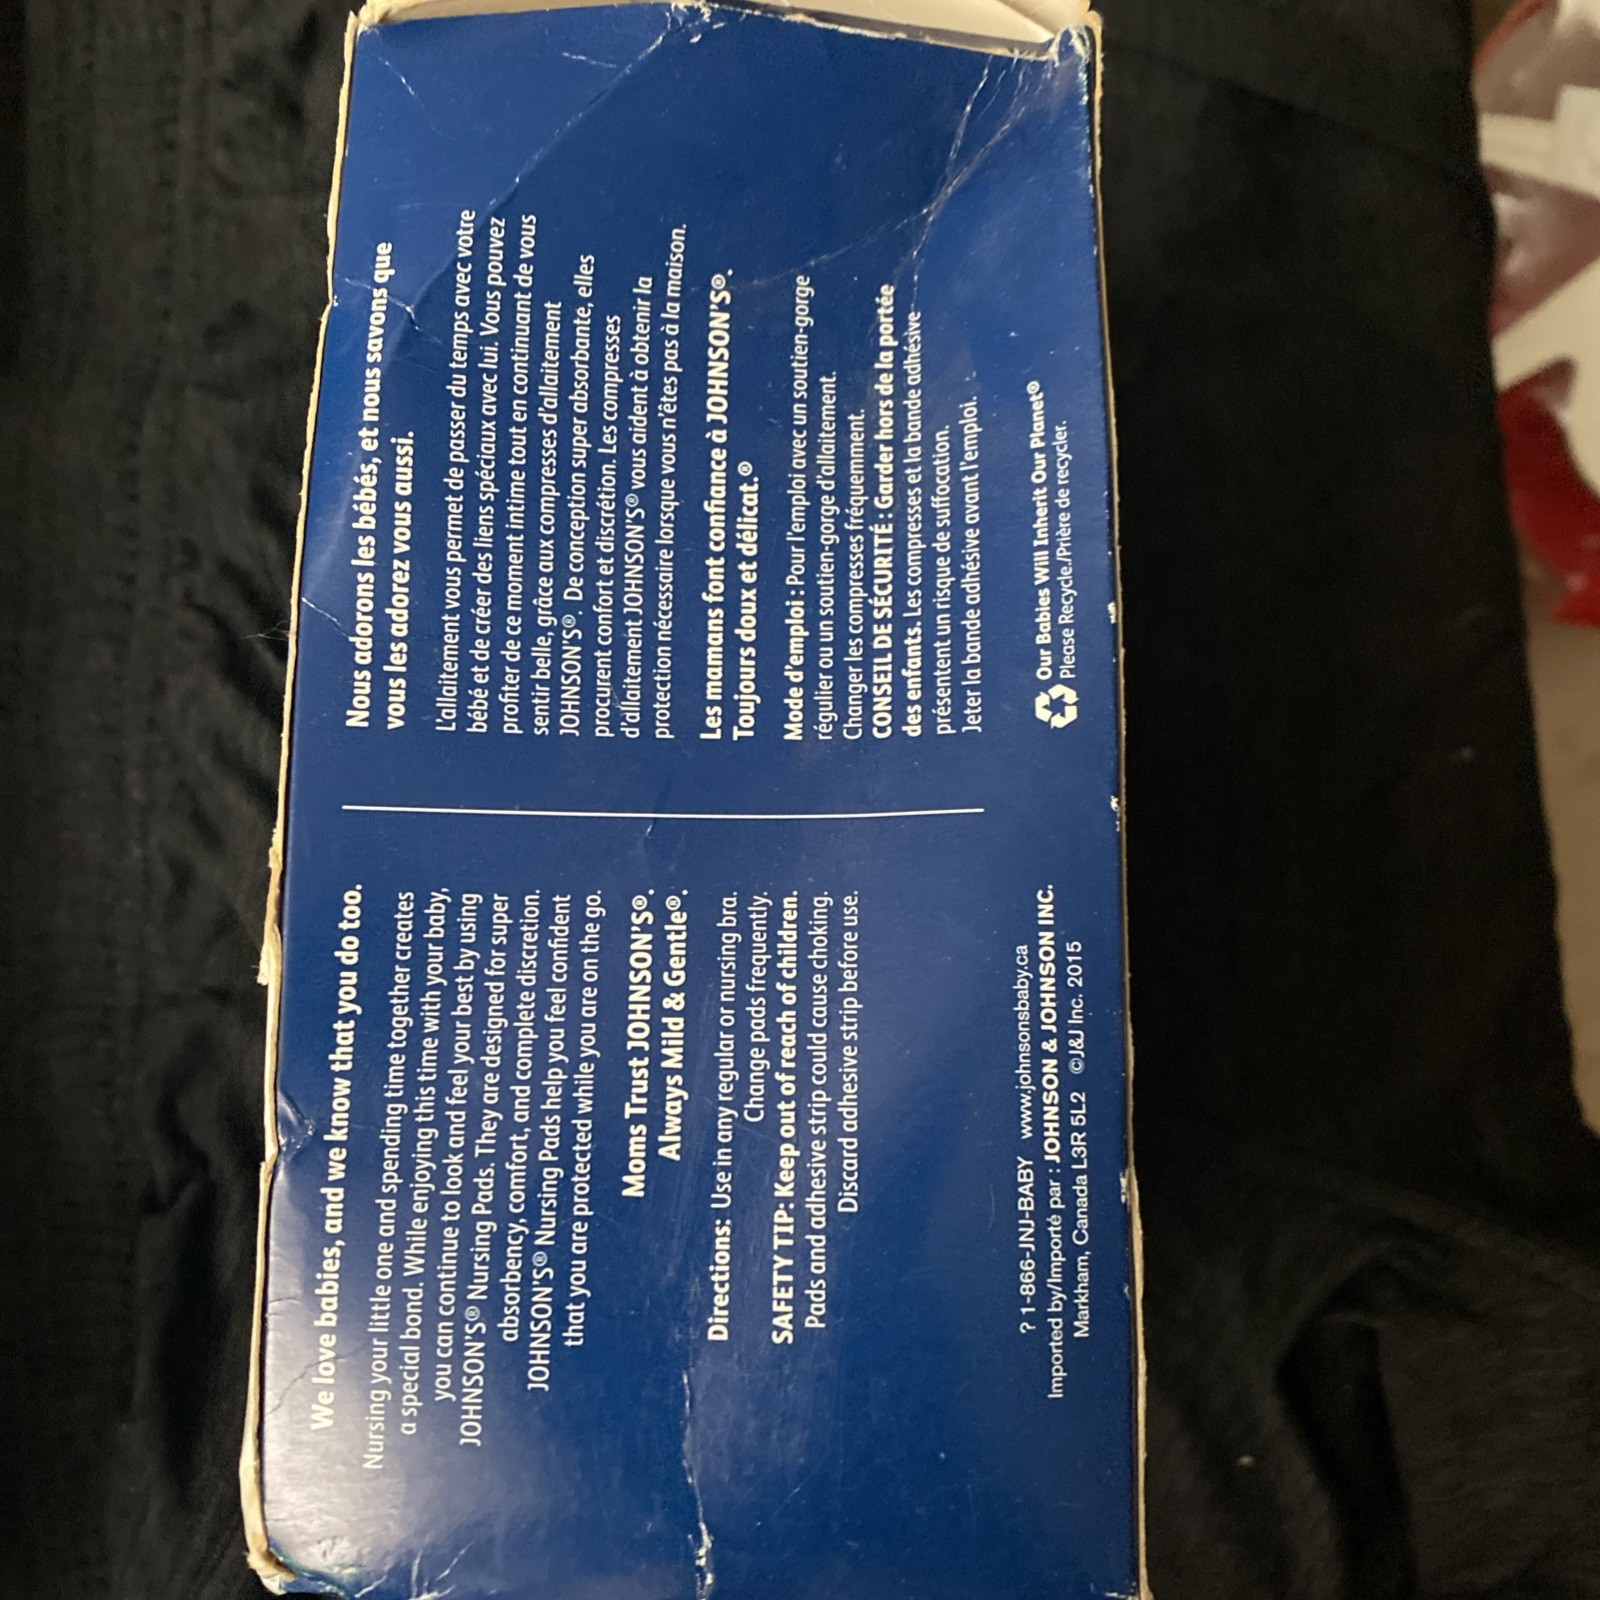 We love babies, and we know that you do too.
Nursing your little one and spending time together creates
a special bond. While enjoying this time with your baby,
you can continue to look and feel your best by using
JOHNSON'S® Nursing Pads. They are designed for super
absorbency, comfort, and complete discretion.
JOHNSON'S® Nursing Pads help you feel confident
that you are protected while you are on the go.
Moms Trust JOHNSON'S®.
Always Mild & Gentle®.
Directions: Use in any regular or nursing bra.
Change pads frequently.
SAFETY TIP: Keep out of reach of children.
Pads and adhesive strip could cause choking.
Discard adhesive strip before use.
? 1-866-JNJ-BABY www.johnsonsbaby.ca
Imported by/Importé par : JOHNSON & JOHNSON INC.
Markham, Canada L3R 5L2 ©J&J Inc. 2015
Nous adorons les bébés, et nous savons que
vous les adorez vous aussi.
L'allaitement vous permet de passer du temps avec votre
bébé et de créer des liens spéciaux avec lui. Vous pouvez
profiter de ce moment intime tout en continuant de vous
sentir belle, grâce aux compresses d'allaitement
JOHNSON'S®. De conception super absorbante, elles
procurent confort et discrétion. Les compresses
d'allaitement JOHNSON'S® vous aident à obtenir la
protection nécessaire lorsque vous n'êtes pas à la maison.
Les mamans font confiance à JOHNSON'S®.
Toujours doux et délicat.®
Mode d'emploi : Pour l'emploi avec un soutien-gorge
régulier ou un soutien-gorge d'allaitement.
Changer les compresses fréquemment.
CONSEIL DE SÉCURITÉ : Garder hors de la portée
des enfants. Les compresses et la bande adhésive
présentent un risque de suffocation.
Jeter la bande adhésive avant l'emploi.
Our Babies Will Inherit Our Planet®
Please Recycle./Prière de recycler.